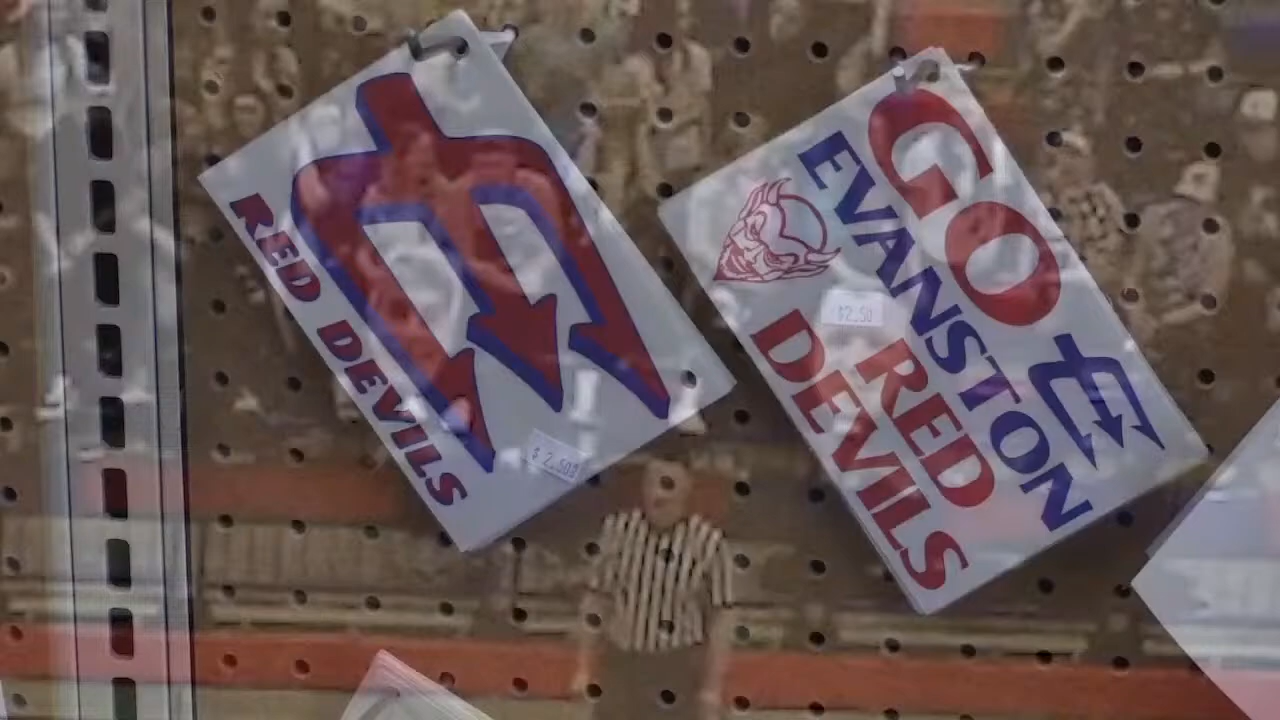 RED DEVILS
$2.50
GO
EVANSTON
RED
DEVILS
$2.50